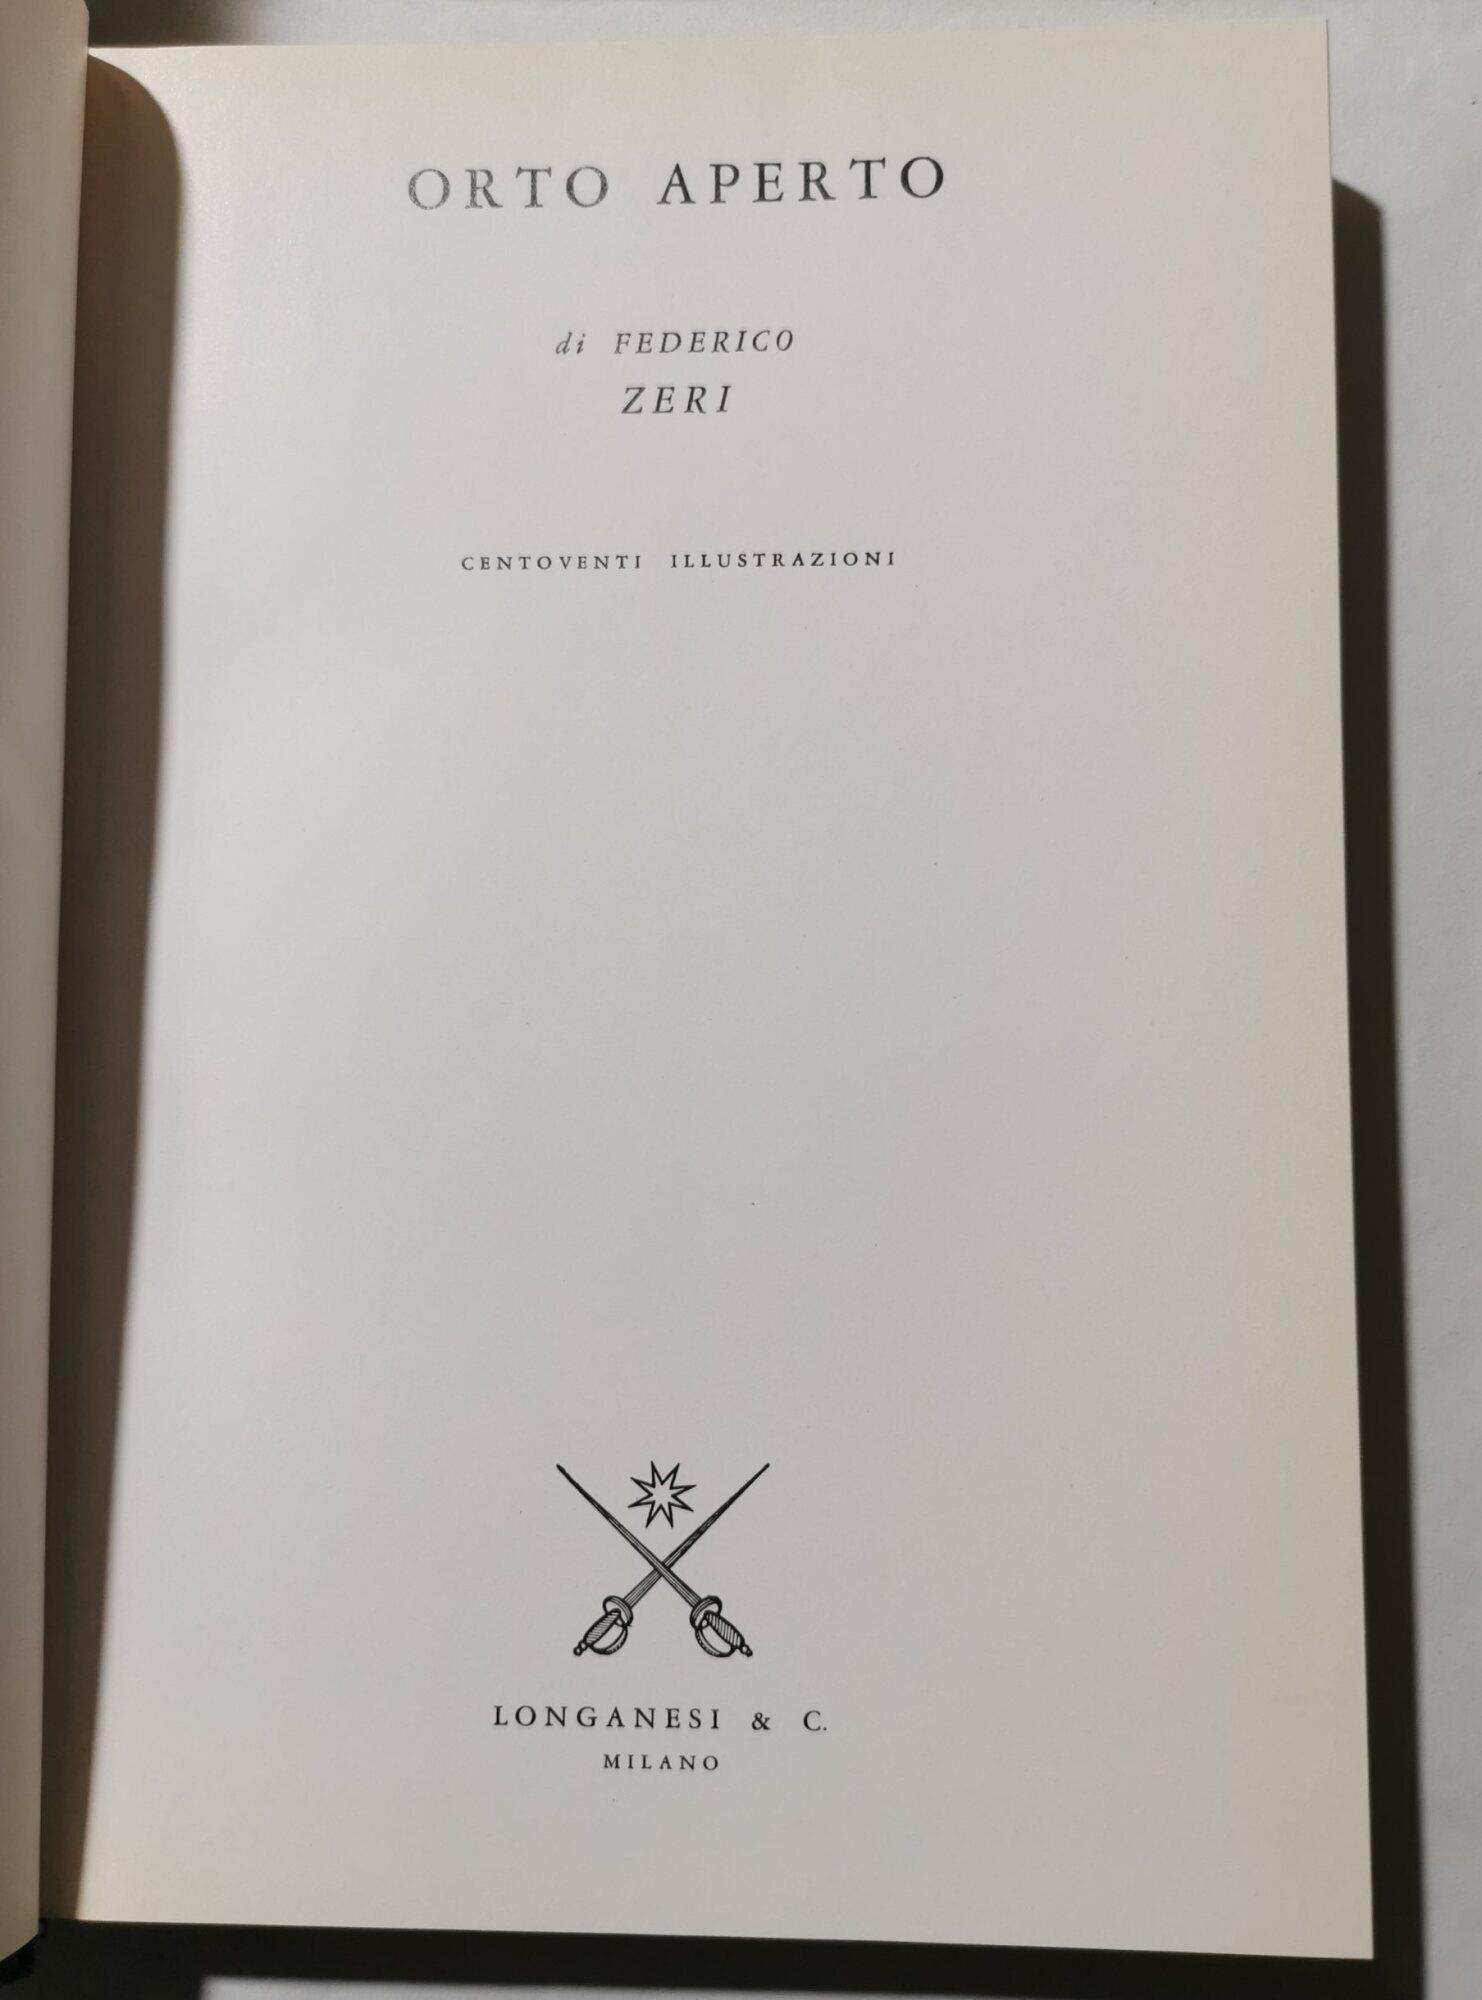 ORTO APERTO
di FEDERICO
ZERI
CENTOVENTI ILLUSTRAZIONI
LONGANESI & C.
MILANO